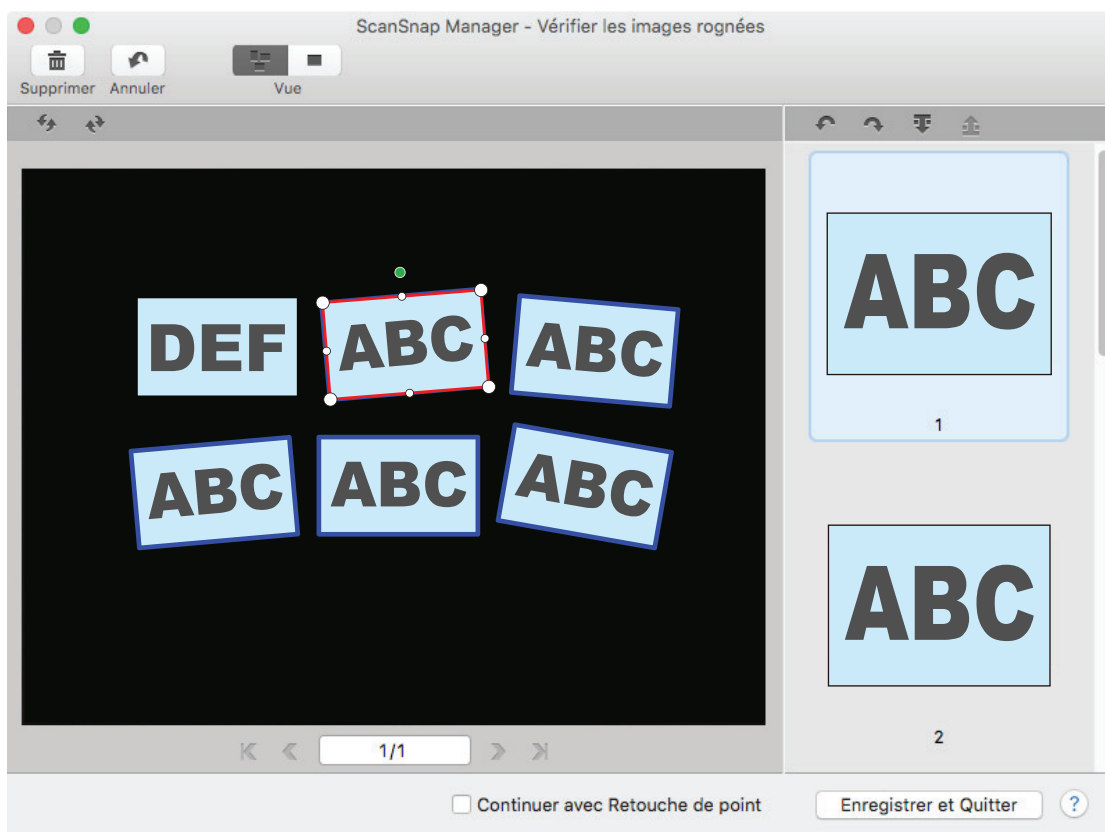 ScanSnap Manager - Vérifier les images rognées
Supprimer Annuler Vue
DEF ABC ABC
ABC ABC ABC
1/1
ABC
1
ABC
2
Continuer avec Retouche de point
Enregistrer et Quitter ?